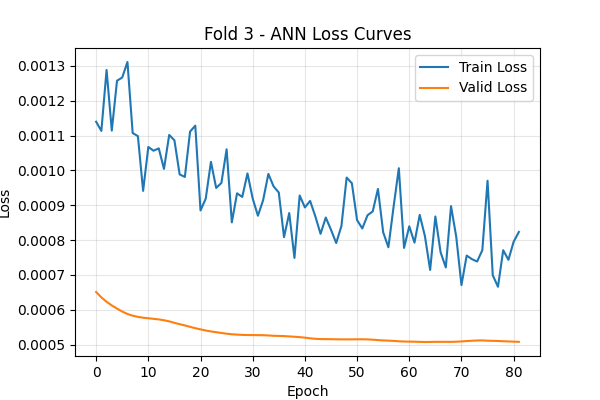 Fold 3 - ANN Loss Curves
Train Loss
Valid Loss
0.0013
0.0012
0.0011
0.0010
0.0009
0.0008
0.0007
0.0006
0.0005
Loss
0 10 20 30 40 50 60 70 80
Epoch